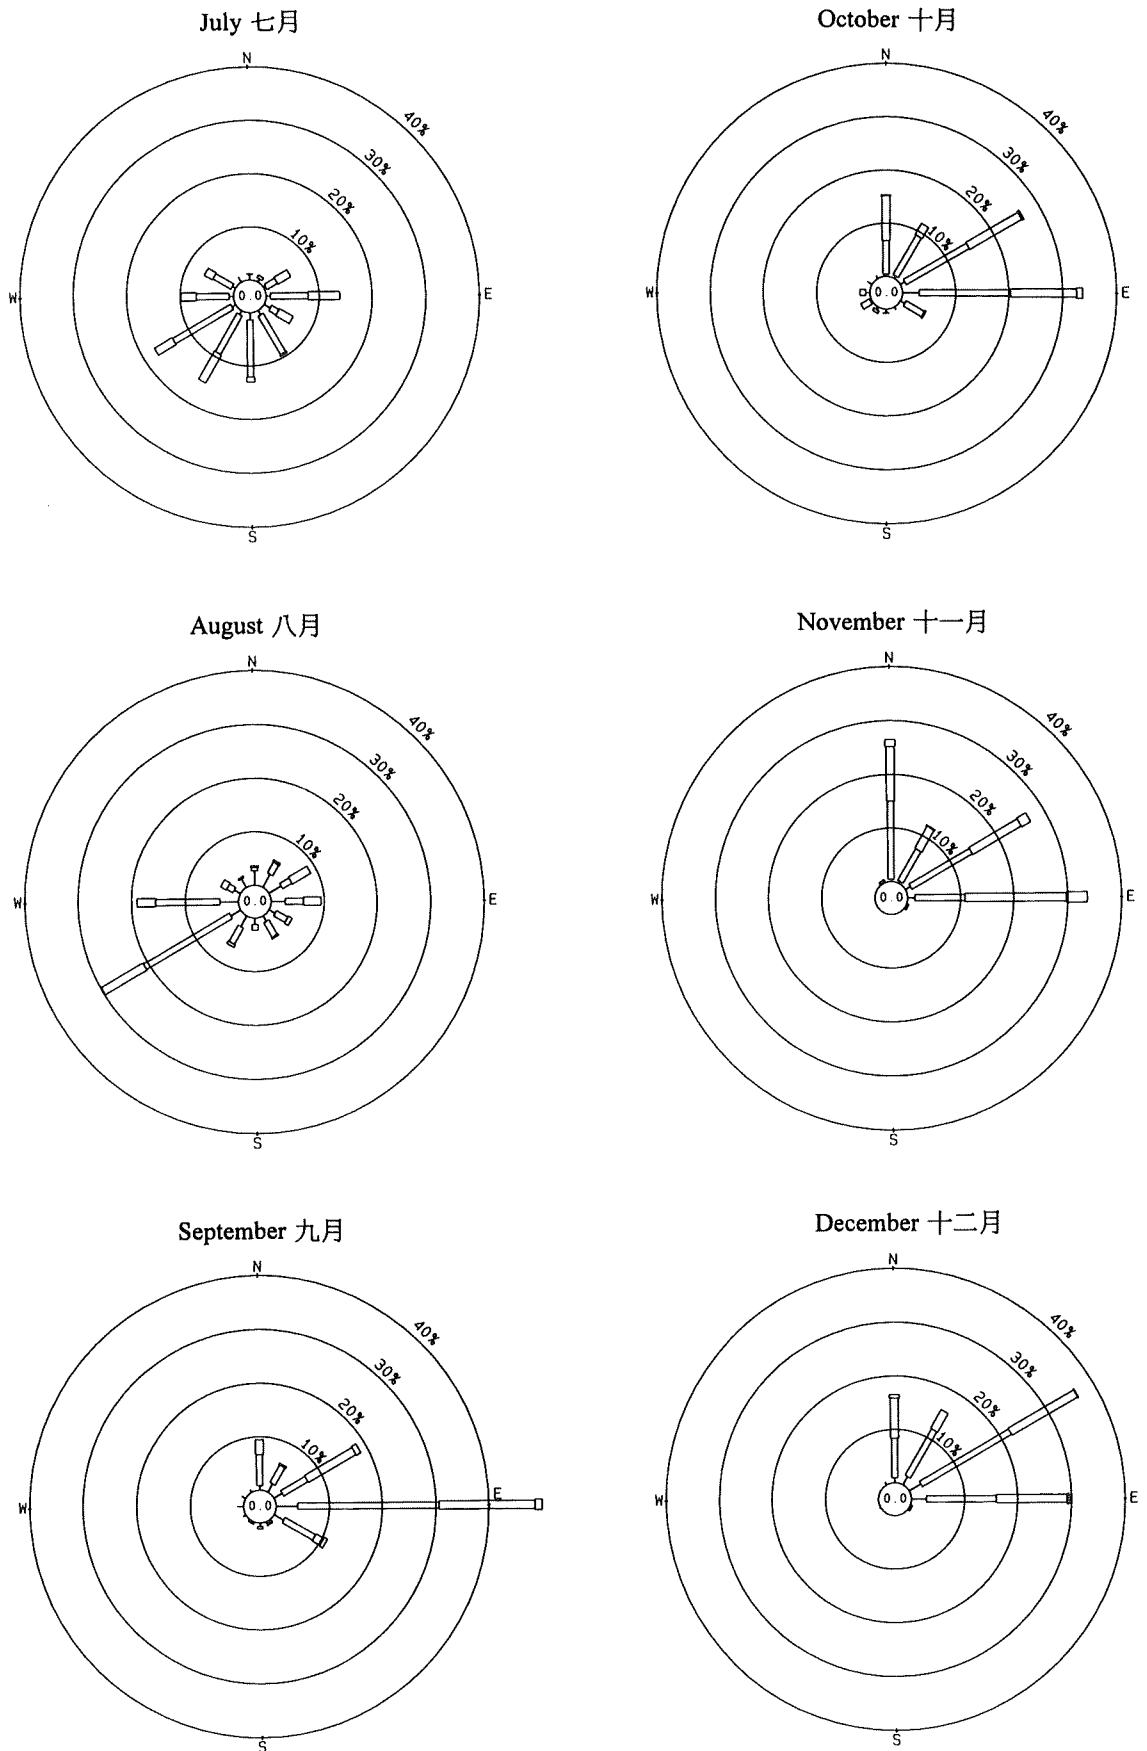 July 七月
N
40%
30%
20%
10%
W
0.0
E
S
October 十月
N
40%
30%
20%
10%
W
0.0
E
S
August 八月
N
40%
30%
20%
10%
W
0.0
E
S
November 十一月
N
40%
30%
20%
10%
W
0.0
E
S
September 九月
N
40%
30%
20%
10%
E
W
0.0
S
December 十二月
N
40%
30%
20%
10%
W
0.0
E
S